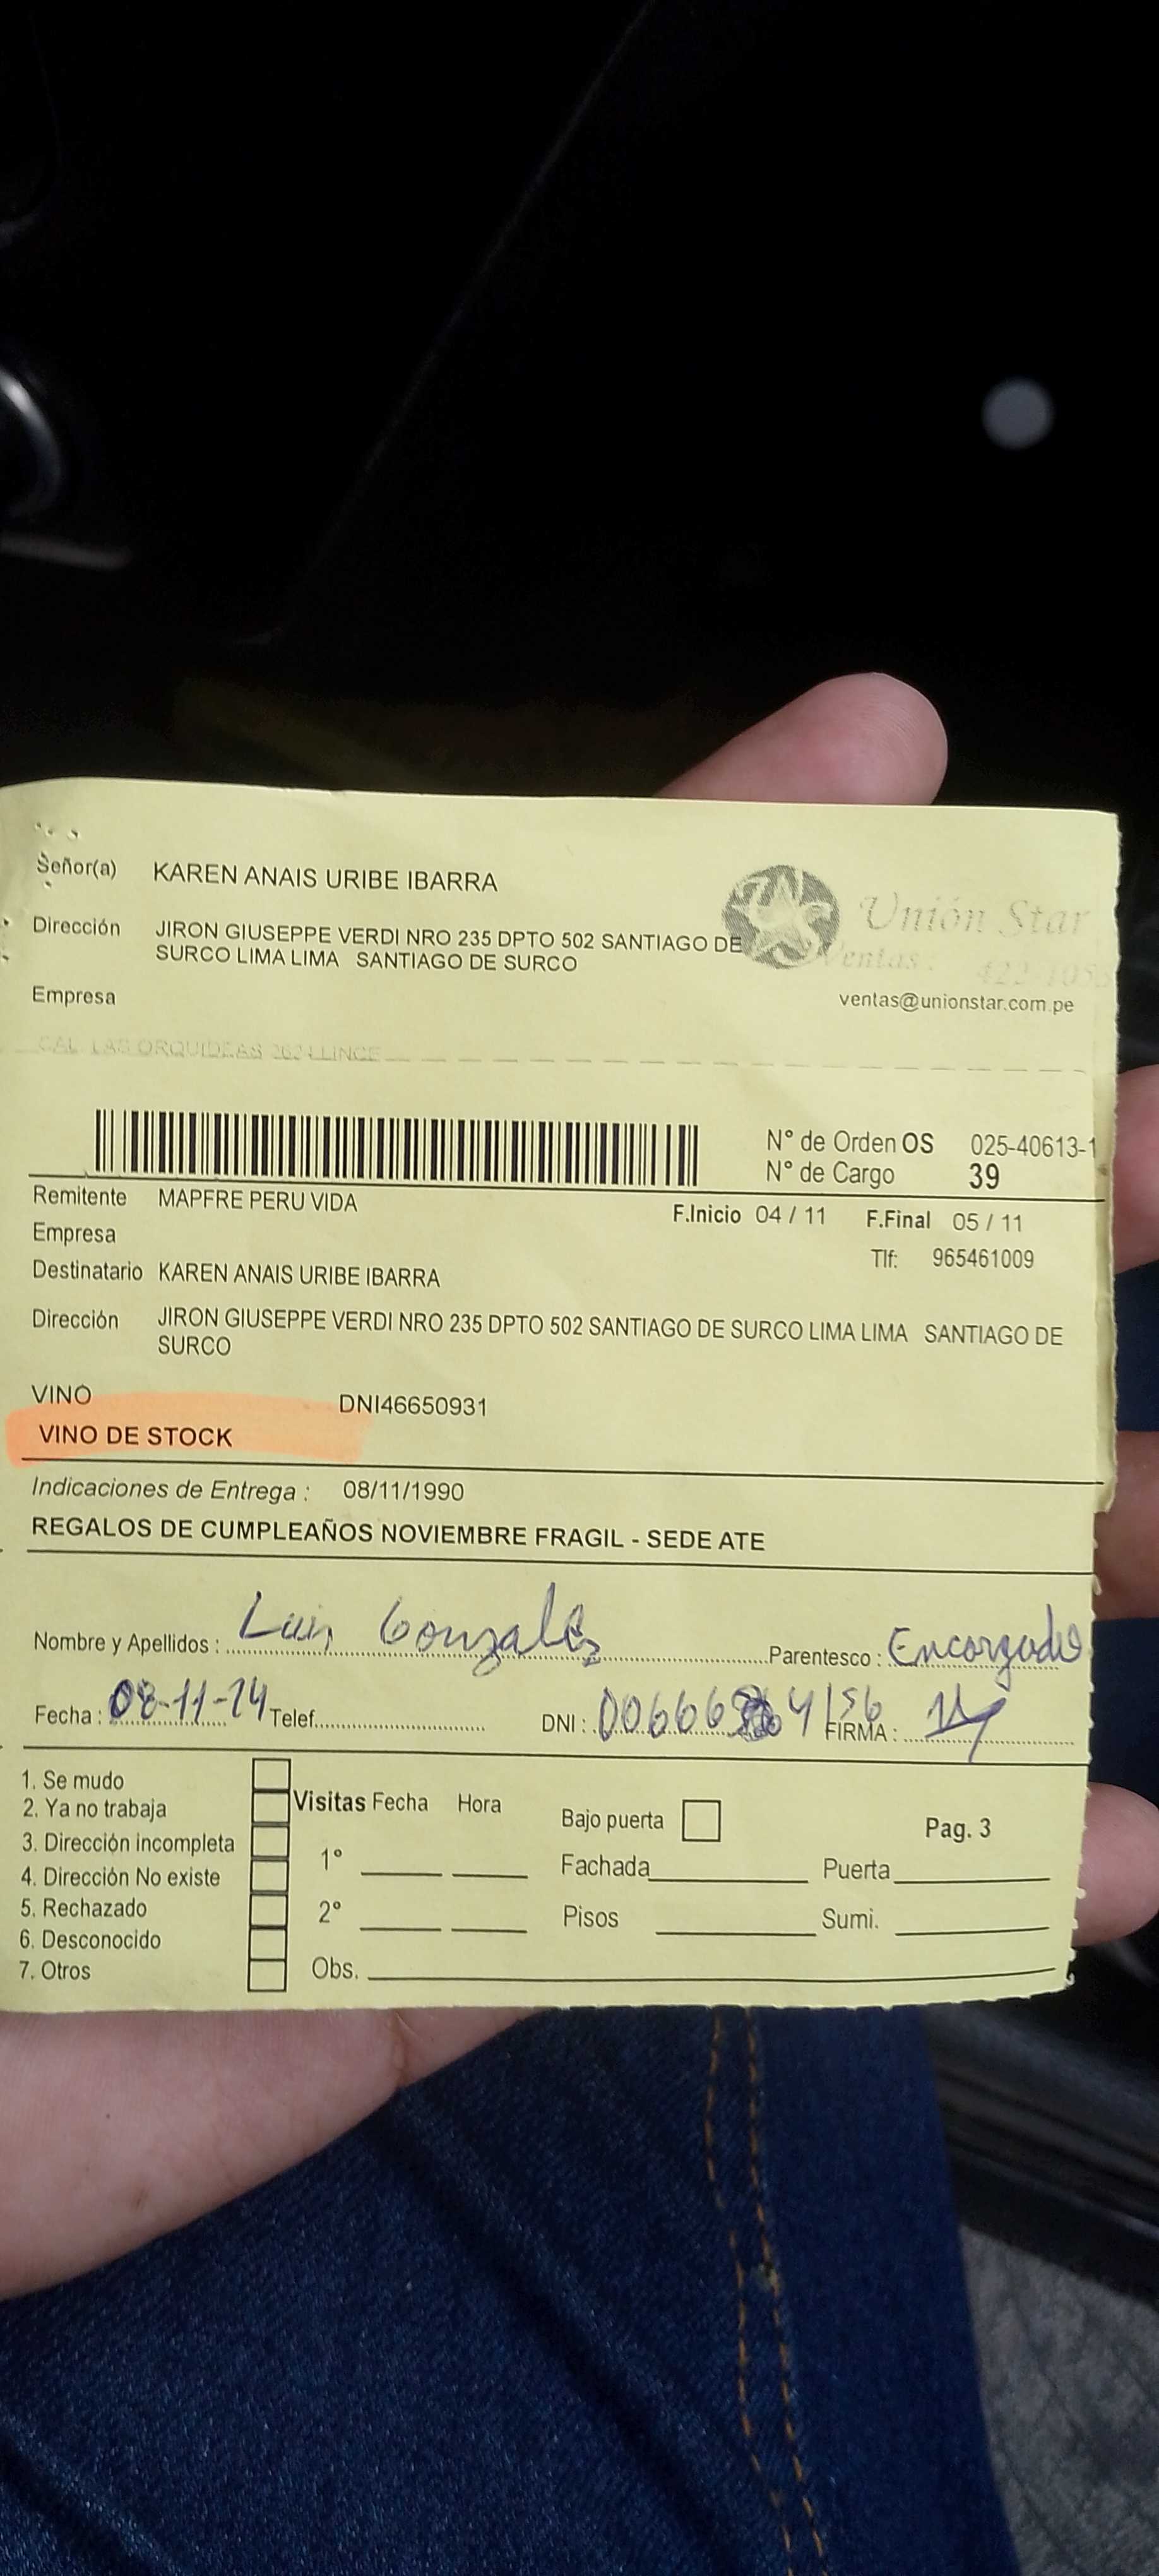 Señor(a) KAREN ANAIS URIBE IBARRA
Unión Star
Dirección JIRON GIUSEPPE VERDI NRO 235 DPTO 502 SANTIAGO DE
SURCO LIMA LIMA SANTIAGO DE SURCO
Ventas :
Empresa
ventas@unionstar.com.pe
CAL. LAS ORQUIDEAS LINCE
N° de Orden OS 025-40613-1
N° de Cargo 39
Remitente MAPFRE PERU VIDA
F.Inicio 04 / 11 F.Final 05 / 11
Empresa
Tlf: 965461009
Destinatario KAREN ANAIS URIBE IBARRA
Dirección JIRON GIUSEPPE VERDI NRO 235 DPTO 502 SANTIAGO DE SURCO LIMA LIMA SANTIAGO DE
SURCO
VINO DNI46650931
VINO DE STOCK
Indicaciones de Entrega : 08/11/1990
REGALOS DE CUMPLEAÑOS NOVIEMBRE FRAGIL - SEDE ATE
Nombre y Apellidos : Luis Gonzales Parentesco : Encargado
Fecha : 08-11-24 Telef. DNI : FIRMA :
1. Se mudo
2. Ya no trabaja
3. Dirección incompleta
4. Dirección No existe
5. Rechazado
6. Desconocido
7. Otros
Visitas Fecha Hora
1°
2°
Obs.
Bajo puerta
Pag. 3
Fachada Puerta
Pisos Sumi.